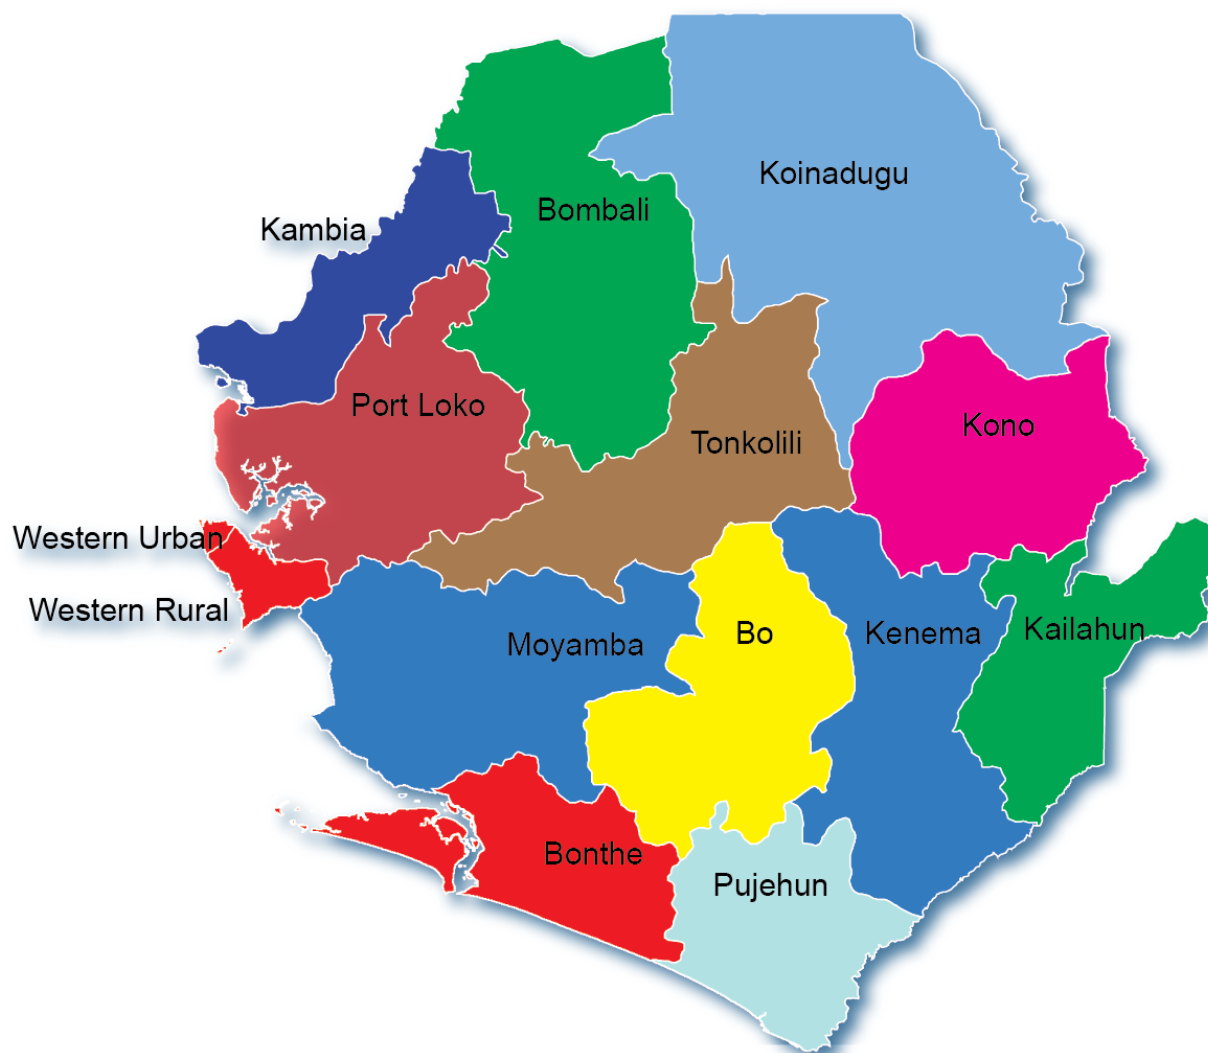 Koinadugu
Bombali
Kambia
Port Loko
Kono
Tonkolili
Western Urban
Western Rural
Moyamba
Bo
Kenema
Kailahun
Bonthe
Pujehun